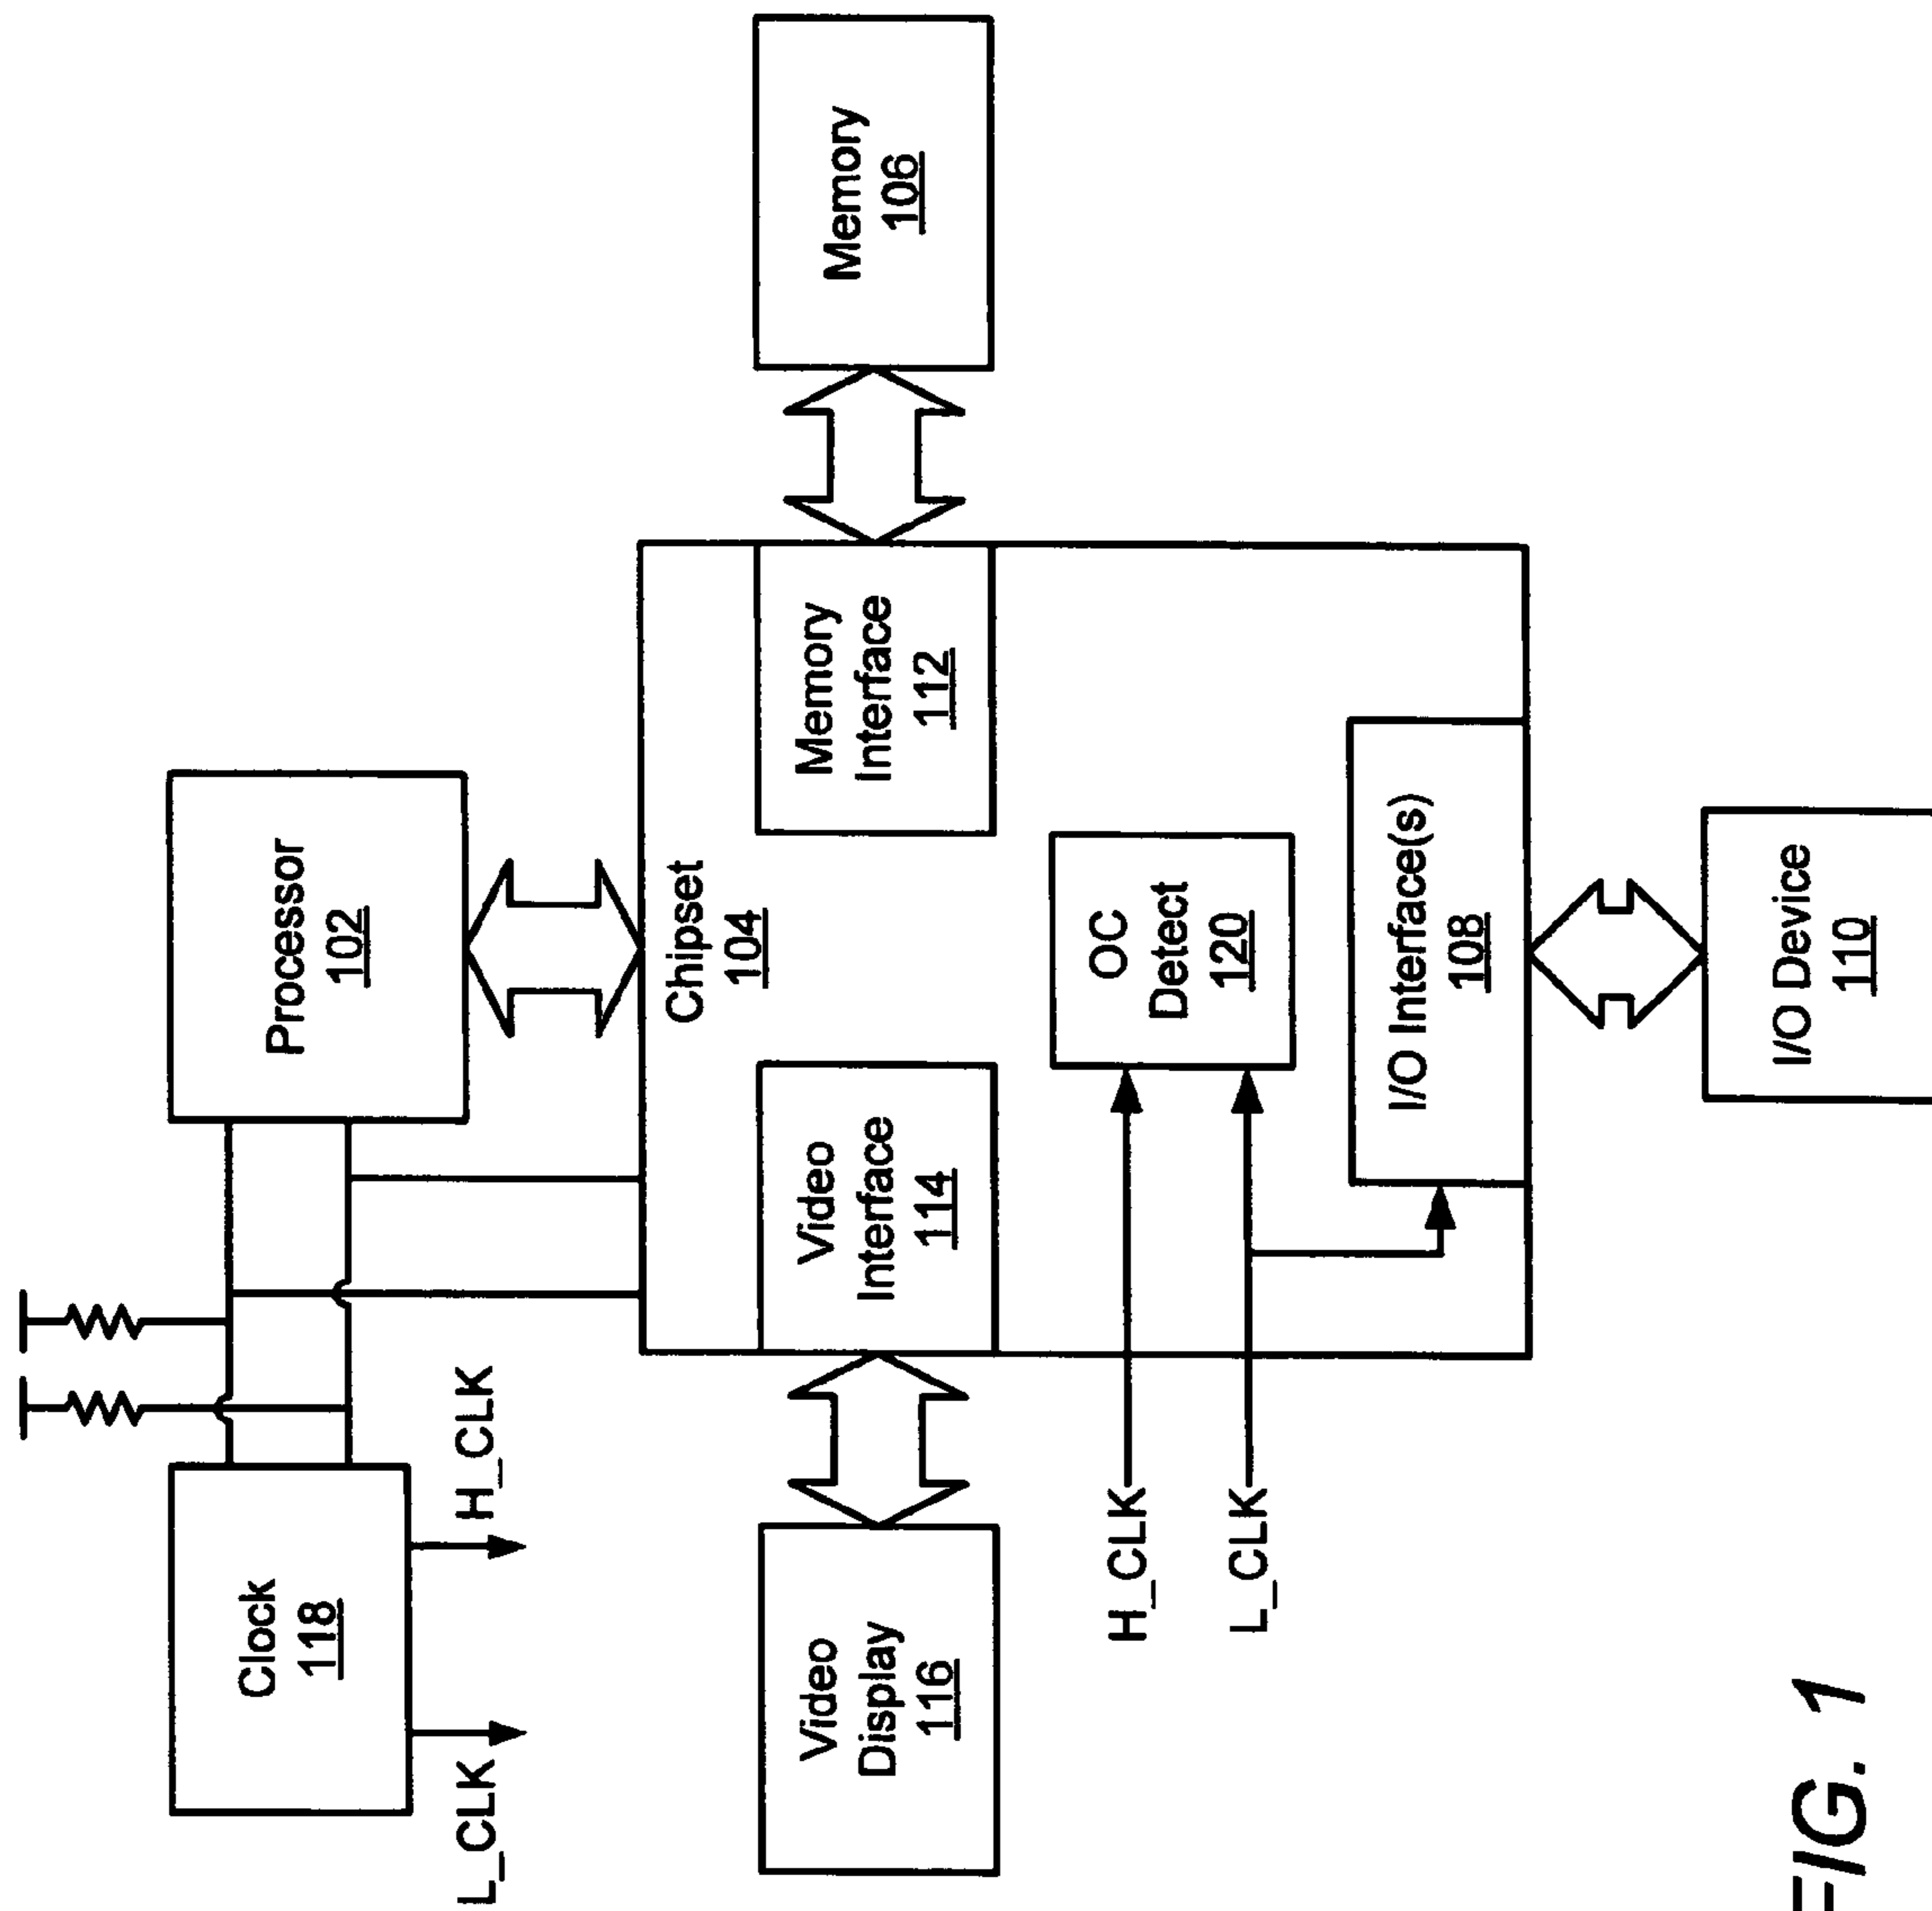 Clock
118
L_CLK
H_CLK
Processor
102
Chipset
104
Video
Display
116
Video
Interface
114
Memory
Interface
112
Memory
106
H_CLK
L_CLK
OC
Detect
120
I/O Interface(s)
108
I/O Device
110
FIG. 1